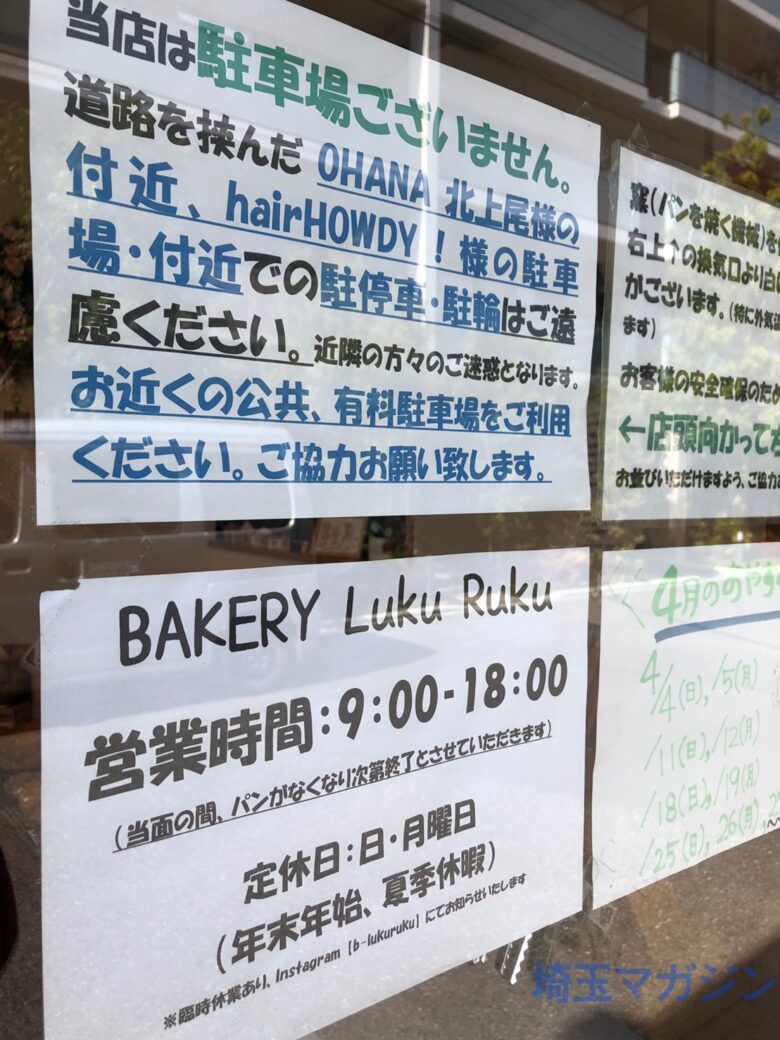 当店は駐車場ございません。
道路を挟んだ OHANA 北上尾様の
付近、hairHOWDY！様の駐車
場・付近での駐停車・駐輪はご遠
慮ください。近隣の方々のご迷惑となります。
お近くの公共、有料駐車場をご利用
ください。ご協力お願い致します。
窯(パンを焼く機械)を
右上↑の換気口より白
がございます。(特に外気
ます)
お客様の安全確保のため
←店頭向かって
お並びいただけますよう、ご協力
BAKERY Luku Ruku
営業時間：9：00-18：00
(当面の間、パンがなくなり次第終了とさせていただきます)
定休日：日・月曜日
(年末年始、夏季休暇)
※臨時休業あり、Instagram【b-lukuruku】にてお知らせいたします
4月のおやす
4/4(日), /5(月)
/11(日), /12(月)
/18(日), /19(月)
/25(日), 26(月),
埼玉マガジン